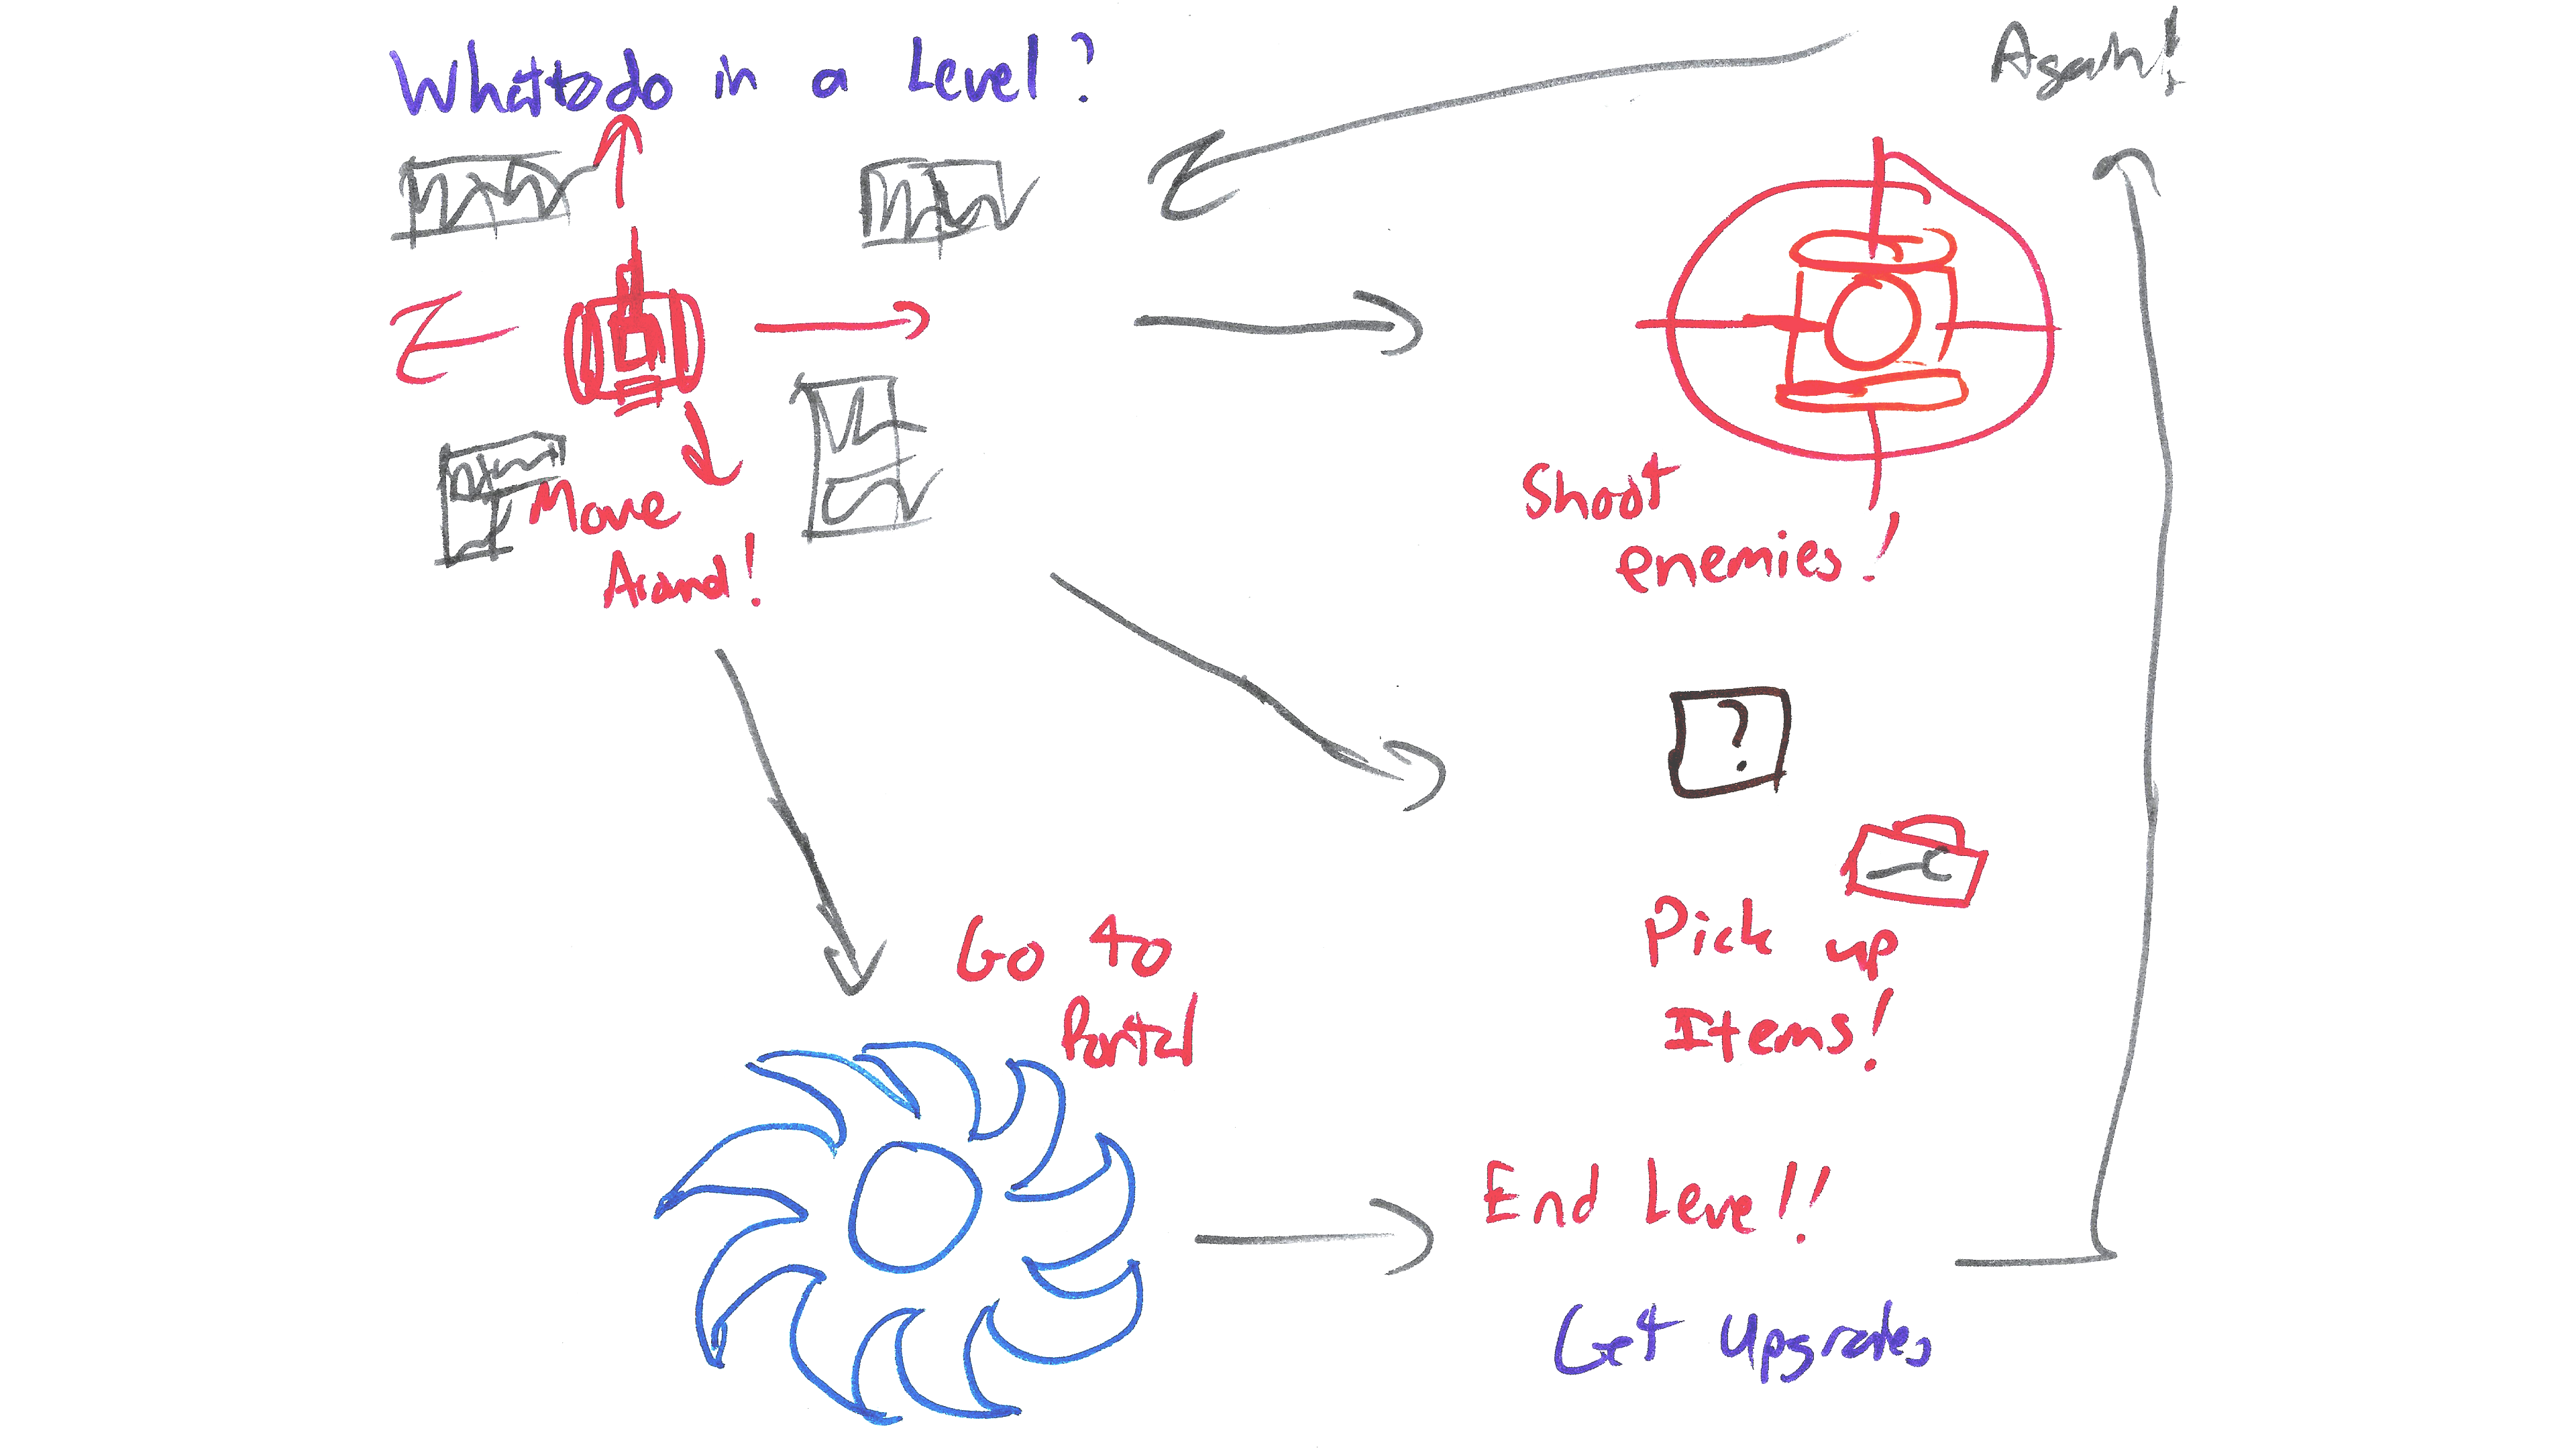 What to do in a Level?
Again!
Move
Around!
Shoot
enemies!
?
Go to
Portal
Pick up
Items!
End Level!!
Get Upgrades